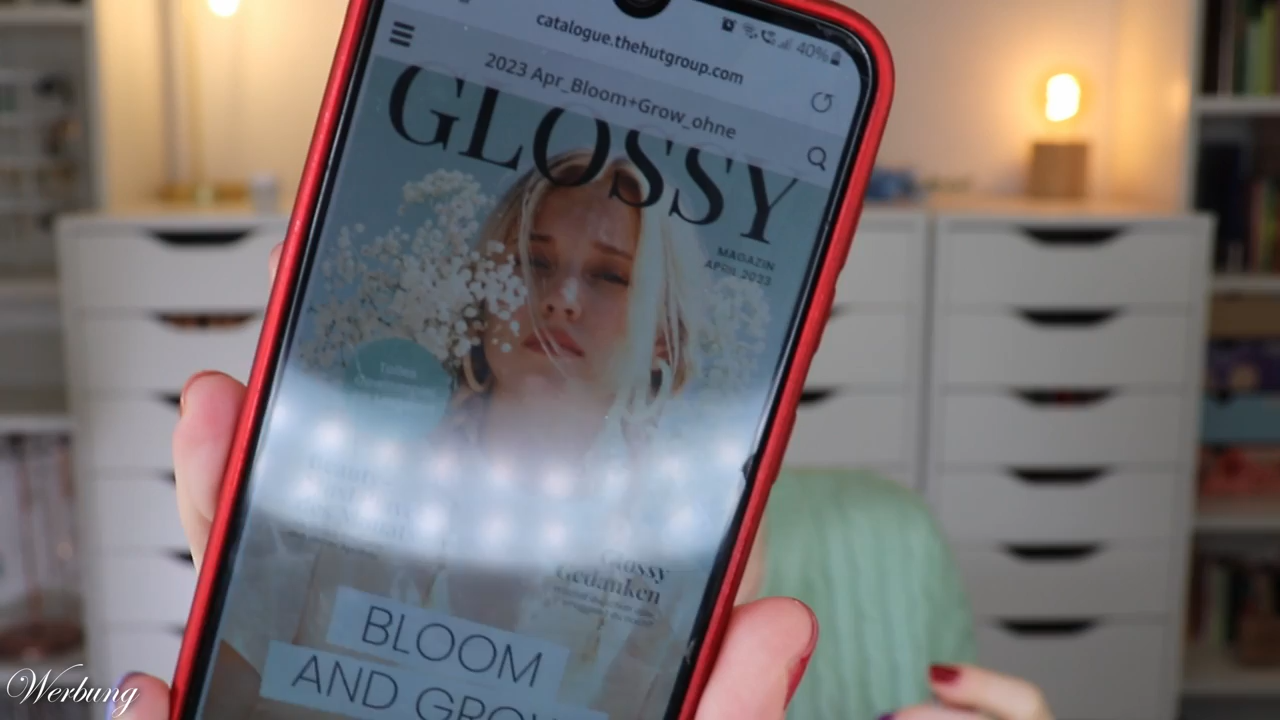 40%
catalogue.thehutgroup.com
2023 Apr_Bloom+Grow_ohne
GLOSSY
MAGAZIN
APRIL 2023
Glossy
Gedanken
BLOOM
AND GROW
Werbung